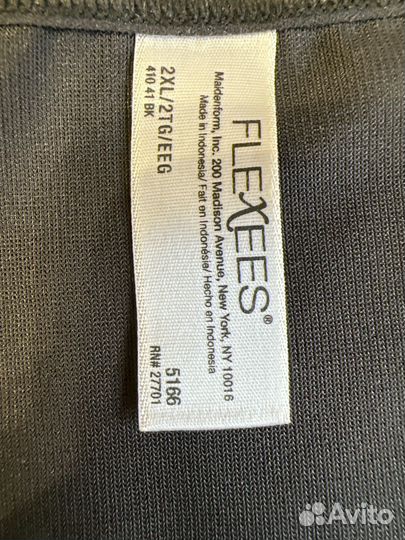 FLEXEES®
Maidenform, Inc. 200 Madison Avenue, New York, NY 10016
Made in Indonesia/ Fait en Indonésia/ Hecho en Indonesia
2XL/2TG/EEG
5166
410 41 BK
RN# 27701
Avito